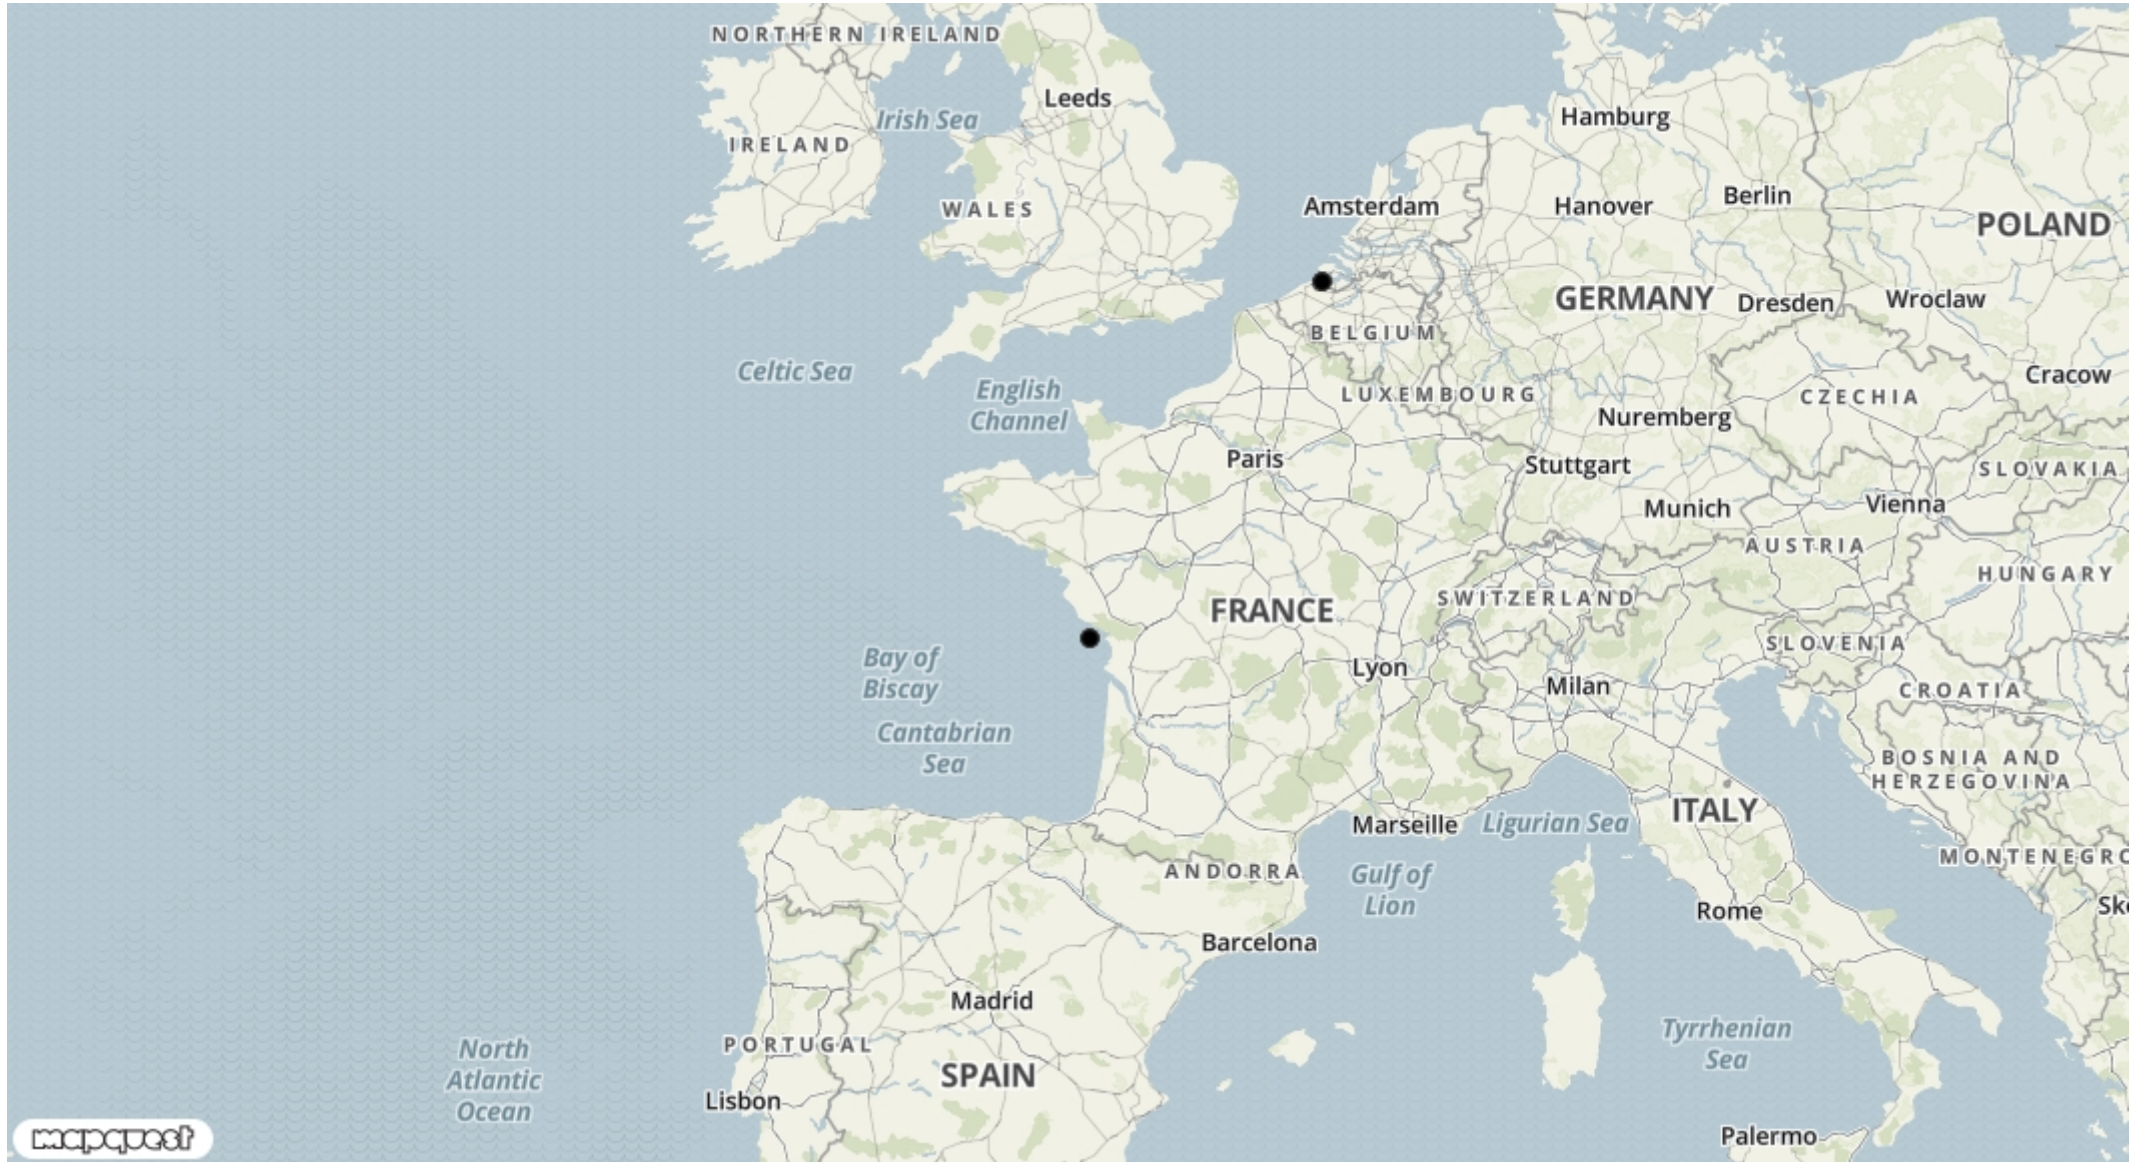 NORTHERN IRELAND
Leeds
Irish Sea
IRELAND
Hamburg
WALES
Amsterdam
Hanover
Berlin
POLAND
GERMANY
Dresden
Wroclaw
BELGIUM
Celtic Sea
English
Channel
LUXEMBOURG
Cracow
CZECHIA
Nuremberg
Paris
Stuttgart
SLOVAKIA
Munich
Vienna
AUSTRIA
HUNGARY
SWITZERLAND
FRANCE
SLOVENIA
Bay of
Biscay
Lyon
Milan
CROATIA
Cantabrian
Sea
BOSNIA AND
HERZEGOVINA
ITALY
Marseille
Ligurian Sea
MONTENEGRO
ANDORRA
Gulf of
Lion
Rome
Sk
Barcelona
Madrid
Tyrrhenian
Sea
PORTUGAL
North
Atlantic
Ocean
SPAIN
Lisbon
Palermo
mapquest